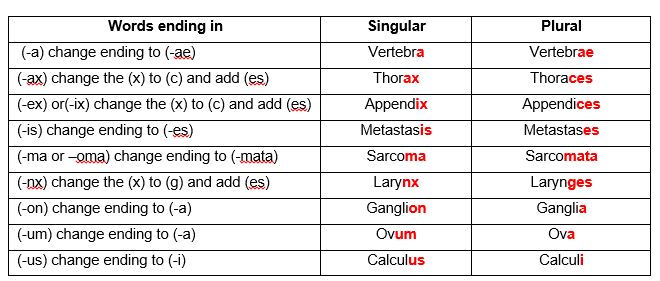 Words ending in Singular Plural
(-a) change ending to (-ae) Vertebra Vertebrae
(-ax) change the (x) to (c) and add (es) Thorax Thoraces
(-ex) or(-ix) change the (x) to (c) and add (es) Appendix Appendices
(-is) change ending to (-es) Metastasis Metastases
(-ma or –oma) change ending to (-mata) Sarcoma Sarcomata
(-nx) change the (x) to (g) and add (es) Larynx Larynges
(-on) change ending to (-a) Ganglion Ganglia
(-um) change ending to (-a) Ovum Ova
(-us) change ending to (-i) Calculus Calculi